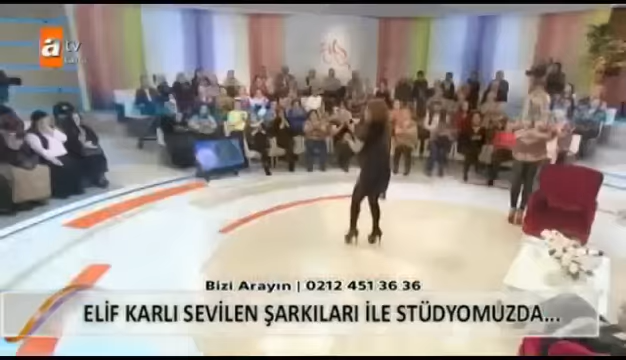 atv
Bizi Arayın | 0212 451 36 36
ELİF KARLI SEVİLEN ŞARKILARI İLE STÜDYOMUZDA...